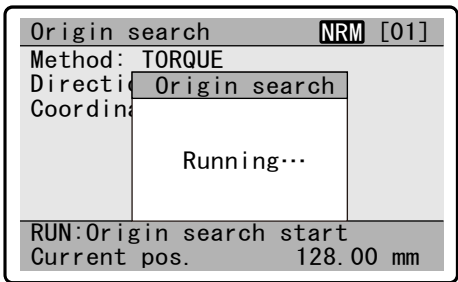 Origin search NRM [01]
Method: TORQUE
Directi
Origin search
Coordina
Running…
RUN:Origin search start
Current pos. 128.00 mm